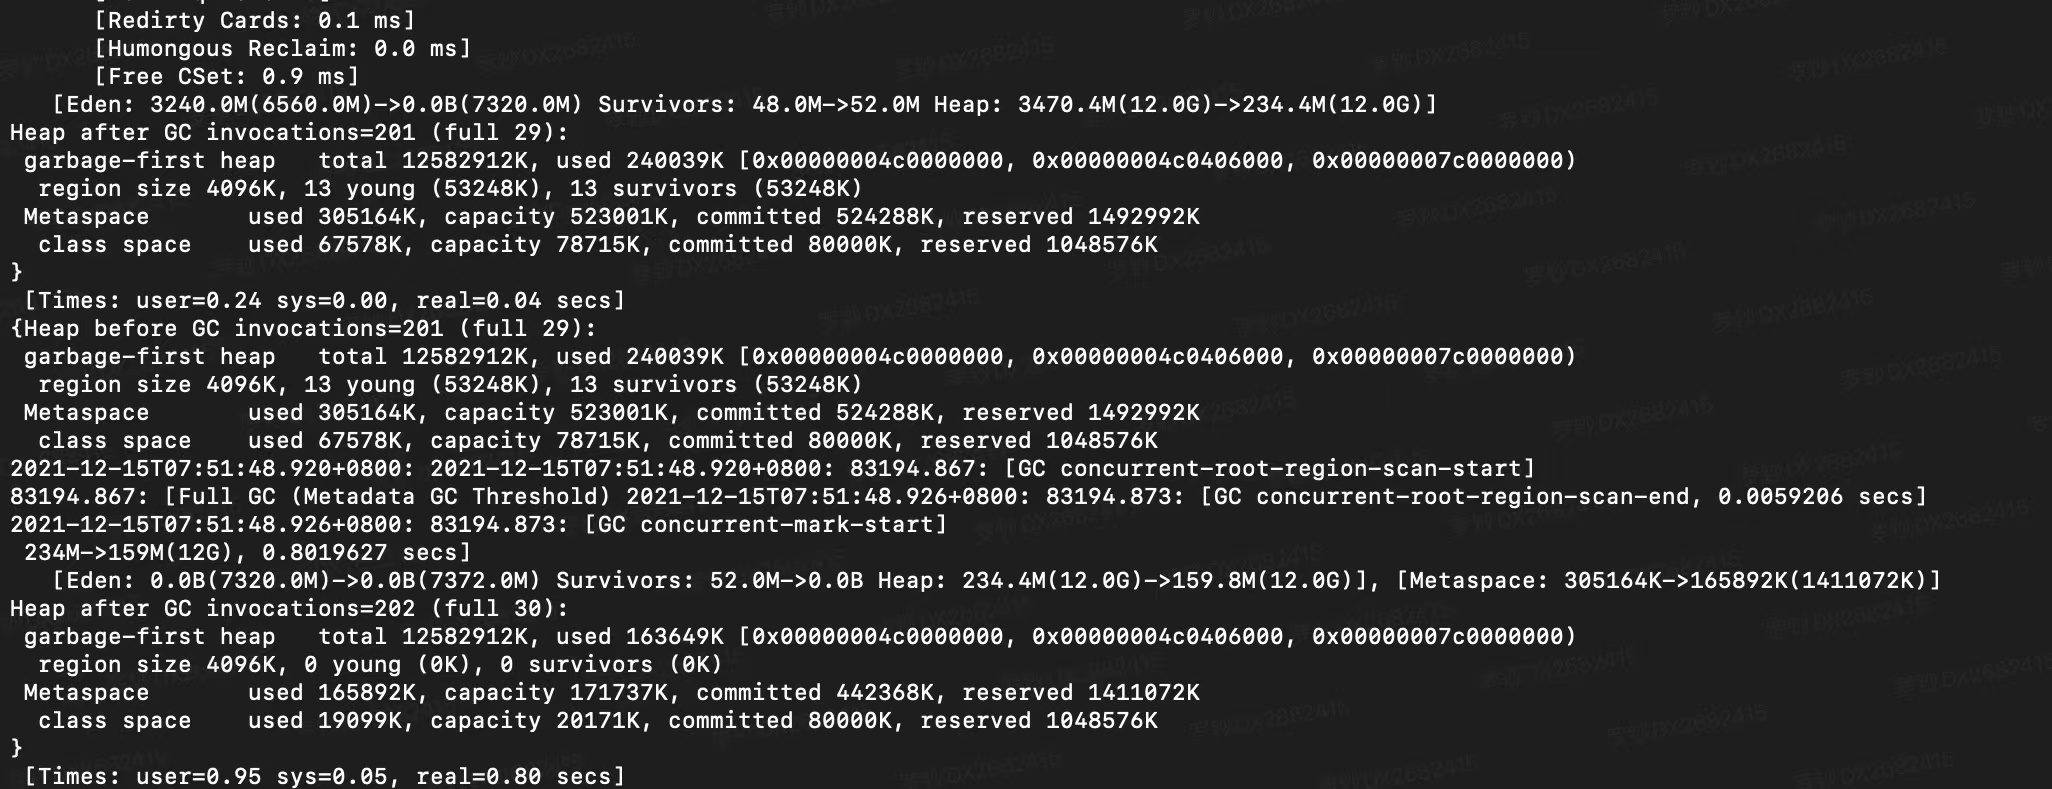 [Redirty Cards: 0.1 ms]
[Humongous Reclaim: 0.0 ms]
[Free CSet: 0.9 ms]
[Eden: 3240.0M(6560.0M)->0.0B(7320.0M) Survivors: 48.0M->52.0M Heap: 3470.4M(12.0G)->234.4M(12.0G)]
Heap after GC invocations=201 (full 29):
garbage-first heap   total 12582912K, used 240039K [0x00000004c0000000, 0x00000004c0406000, 0x00000007c0000000)
region size 4096K, 13 young (53248K), 13 survivors (53248K)
Metaspace       used 305164K, capacity 523001K, committed 524288K, reserved 1492992K
class space    used 67578K, capacity 78715K, committed 80000K, reserved 1048576K
}
[Times: user=0.24 sys=0.00, real=0.04 secs]
{Heap before GC invocations=201 (full 29):
garbage-first heap   total 12582912K, used 240039K [0x00000004c0000000, 0x00000004c0406000, 0x00000007c0000000)
region size 4096K, 13 young (53248K), 13 survivors (53248K)
Metaspace       used 305164K, capacity 523001K, committed 524288K, reserved 1492992K
class space    used 67578K, capacity 78715K, committed 80000K, reserved 1048576K
2021-12-15T07:51:48.920+0800: 2021-12-15T07:51:48.920+0800: 83194.867: [GC concurrent-root-region-scan-start]
83194.867: [Full GC (Metadata GC Threshold) 2021-12-15T07:51:48.926+0800: 83194.873: [GC concurrent-root-region-scan-end, 0.0059206 secs]
2021-12-15T07:51:48.926+0800: 83194.873: [GC concurrent-mark-start]
234M->159M(12G), 0.8019627 secs]
[Eden: 0.0B(7320.0M)->0.0B(7372.0M) Survivors: 52.0M->0.0B Heap: 234.4M(12.0G)->159.8M(12.0G)], [Metaspace: 305164K->165892K(1411072K)]
Heap after GC invocations=202 (full 30):
garbage-first heap   total 12582912K, used 163649K [0x00000004c0000000, 0x00000004c0406000, 0x00000007c0000000)
region size 4096K, 0 young (0K), 0 survivors (0K)
Metaspace       used 165892K, capacity 171737K, committed 442368K, reserved 1411072K
class space    used 19099K, capacity 20171K, committed 80000K, reserved 1048576K
}
[Times: user=0.95 sys=0.05, real=0.80 secs]